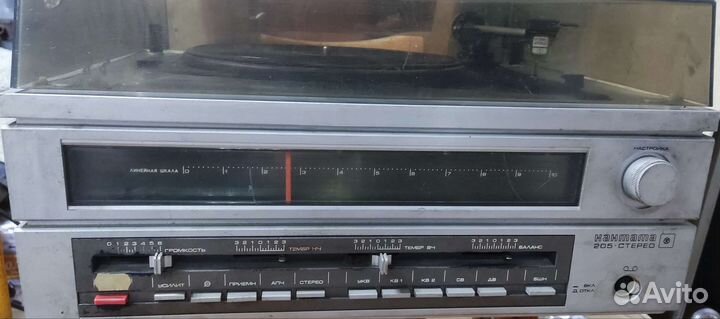 ЛИНЕЙНАЯ ШКАЛА 0 1 2 3 4 5 6 7 8 9 10
НАСТРОЙКА
0 1 2 3 4 5 6 ГРОМКОСТЬ
3 2 1 0 1 2 3 ТЕМБР НЧ
3 2 1 0 1 2 3 ТЕМБР ВЧ
3 2 1 0 1 2 3 БАЛАНС
кантата
205-СТЕРЕО
УСИЛИТ ПРИЕМН АПЧ СТЕРЕО УКВ КВ 1 КВ 2 СВ ДВ БШН
ВКЛ
ОТКЛ
Avito